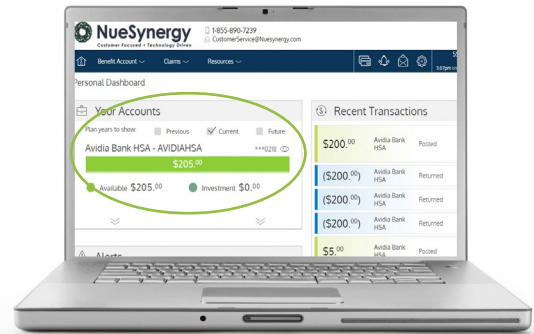 NueSynergy
Customer Focused • Technology Driven
1-855-890-7239
CustomerService@Nuesynergy.com
Benefit Account
Claims
Resources
3:07pm
Personal Dashboard
Your Accounts
Plan years to show:
Previous
Current
Future
Avidia Bank HSA - AVIDIAHSA
***0218
$205.00
Available $205.00
Investment $0.00
Alerts
Recent Transactions
$200.00 Avidia Bank HSA Posted
($200.00) Avidia Bank HSA Returned
($200.00) Avidia Bank HSA Returned
($200.00) Avidia Bank HSA Returned
$5.00 Avidia Bank HSA Posted